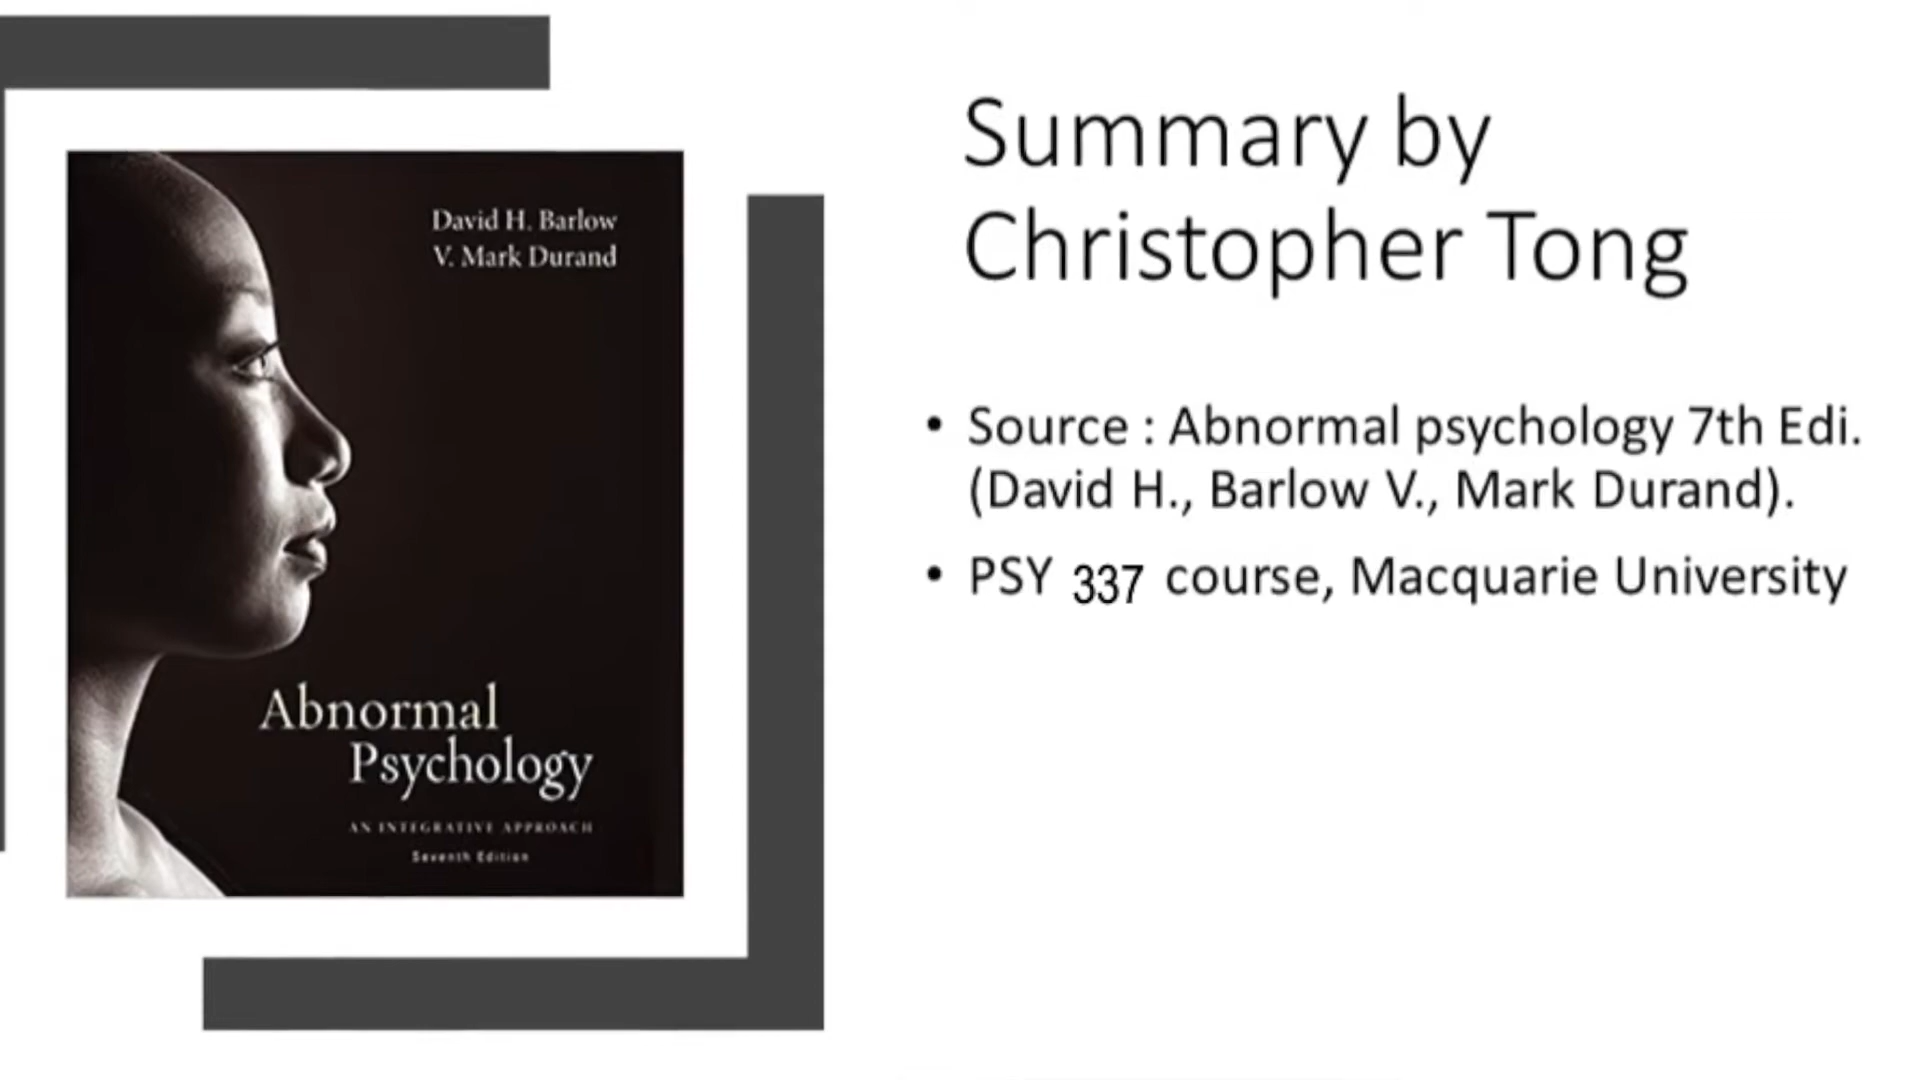 David H. Barlow
V. Mark Durand
Abnormal
Psychology
AN INTEGRATIVE APPROACH
Seventh Edition
Summary by
Christopher Tong
• Source : Abnormal psychology 7th Edi.
(David H., Barlow V., Mark Durand).
• PSY 337 course, Macquarie University